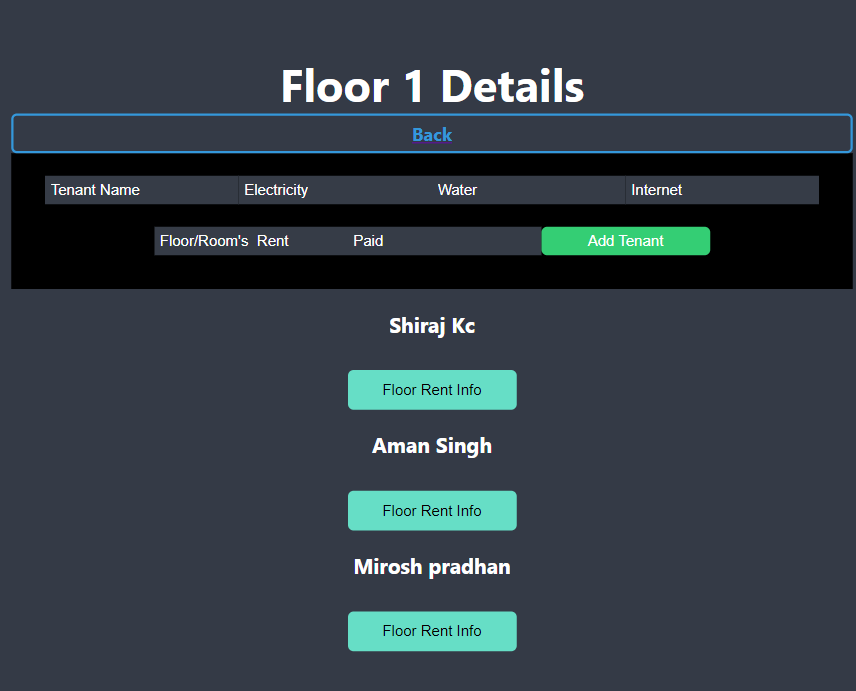 Floor 1 Details
Back
Tenant Name Electricity Water Internet
Floor/Room's Rent Paid Add Tenant
Shiraj Kc
Floor Rent Info
Aman Singh
Floor Rent Info
Mirosh pradhan
Floor Rent Info